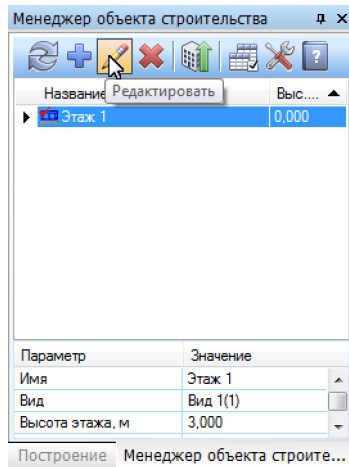 Менеджер объекта строительства
Название
Редактировать
Выс....
Этаж 1
0,000
Параметр Значение
Имя Этаж 1
Вид Вид 1(1)
Высота этажа, м 3,000
Построение Менеджер объекта строите...